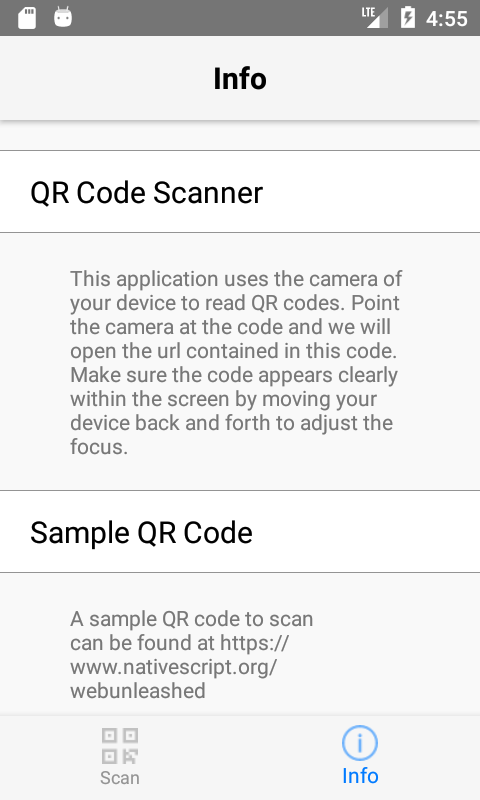 LTE 4:55
Info
QR Code Scanner
This application uses the camera of
your device to read QR codes. Point
the camera at the code and we will
open the url contained in this code.
Make sure the code appears clearly
within the screen by moving your
device back and forth to adjust the
focus.
Sample QR Code
A sample QR code to scan
can be found at https://
www.nativescript.org/
webunleashed
Scan
Info